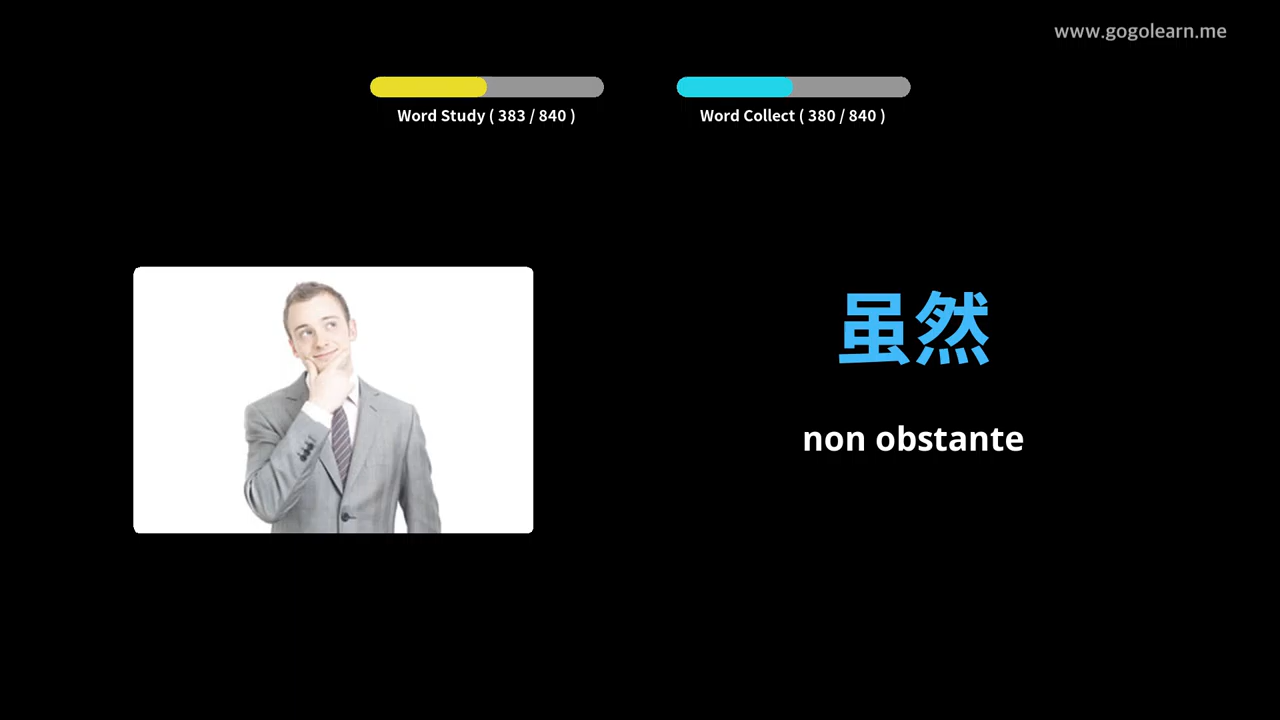 www.gogolearn.me
Word Study ( 383 / 840 )
Word Collect ( 380 / 840 )
虽然
non obstante